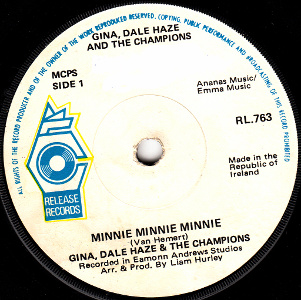 ALL RIGHTS OF THE RECORD PRODUCER AND OF THE OWNER OF THE WORK REPRODUCED RESERVED. COPYING, PUBLIC PERFORMANCE AND BROADCASTING OF THIS RECORD PROHIBITED
GINA, DALE HAZE
AND THE CHAMPIONS
MCPS
SIDE 1
Ananas Music/
Emma Music
RL.763
Made in the
Republic of
Ireland
RELEASE
RECORDS
MINNIE MINNIE MINNIE
(Van Hemert)
GINA, DALE HAZE & THE CHAMPIONS
Recorded in Eamonn Andrews Studios
Arr. & Prod. By Liam Hurley